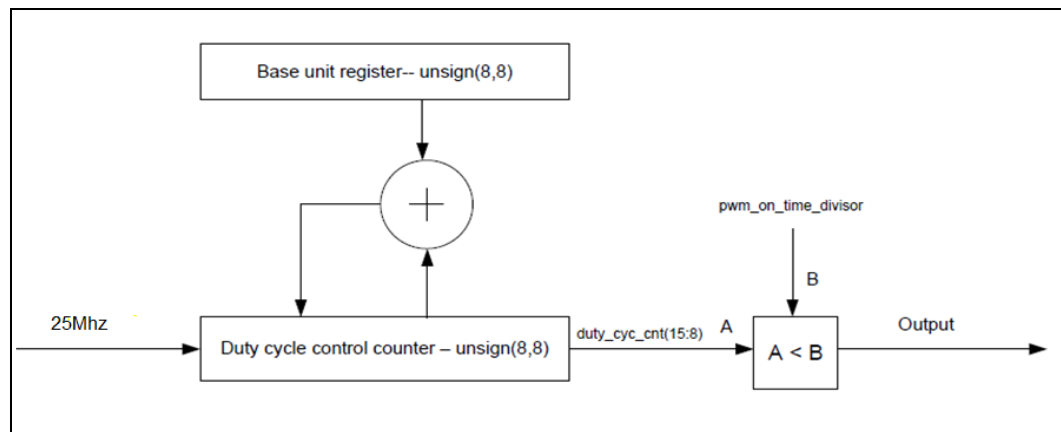 Base unit register-- unsign(8,8)
+
pwm_on_time_divisor
B
25Mhz
Duty cycle control counter – unsign(8,8)
duty_cyc_cnt(15:8)
A
A < B
Output